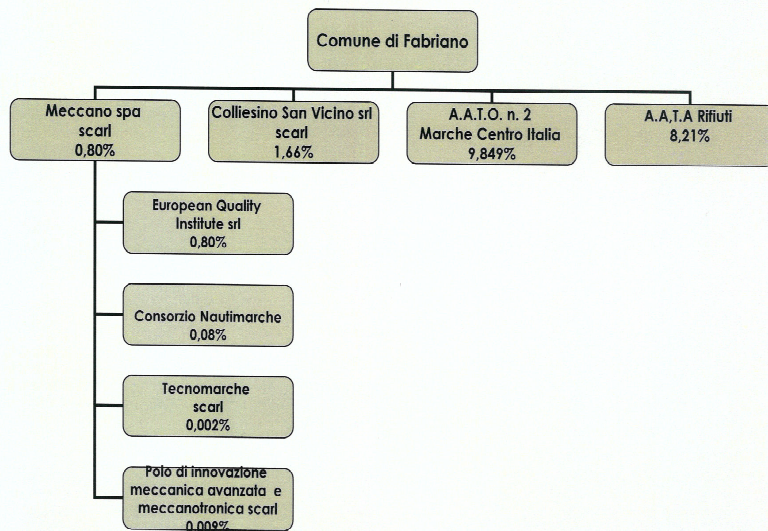 Comune di Fabriano
Meccano spa
scarl
0,80%
Colliesino San Vicino srl
scarl
1,66%
A.A.T.O. n. 2
Marche Centro Italia
9,849%
A.A,T.A Rifiuti
8,21%
European Quality
Institute srl
0,80%
Consorzio Nautimarche
0,08%
Tecnomarche
scarl
0,002%
Polo di innovazione
meccanica avanzata e
meccanotronica scarl
0,009%